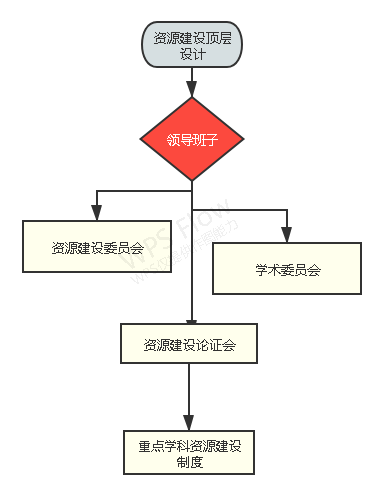 资源建设顶层
设计
领导班子
资源建设委员会
学术委员会
资源建设论证会
重点学科资源建设
制度
WPS Flow